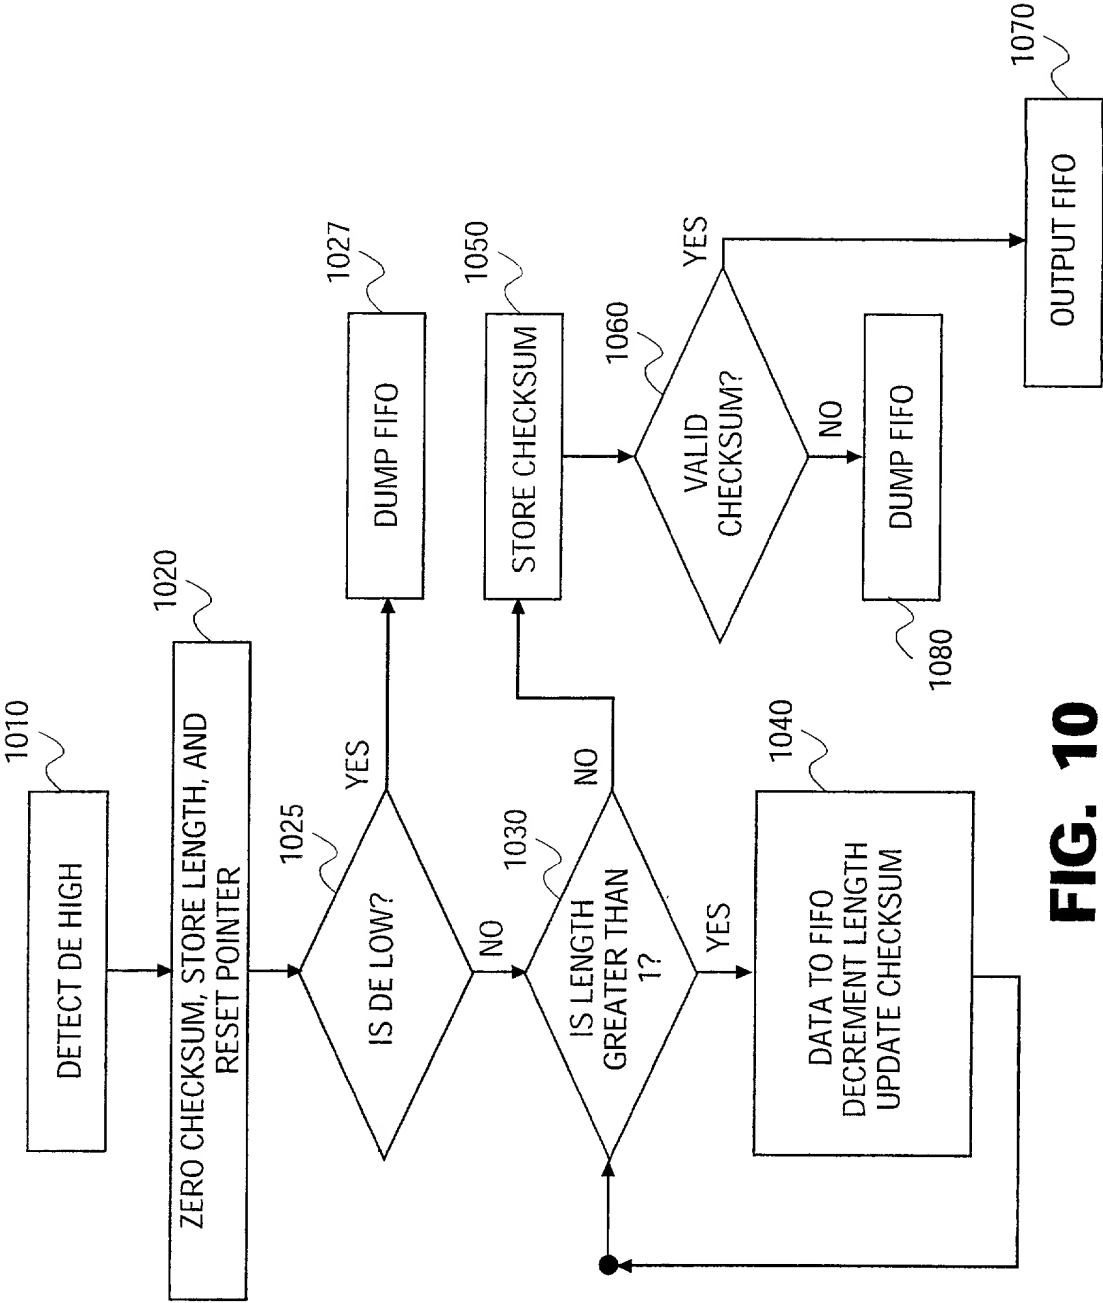 1010
DETECT DE HIGH
1020
ZERO CHECKSUM, STORE LENGTH, AND
RESET POINTER
1025
IS DE LOW?
YES
1027
DUMP FIFO
NO
1030
IS LENGTH
GREATER THAN
1?
NO
YES
1040
DATA TO FIFO
DECREMENT LENGTH
UPDATE CHECKSUM
1050
STORE CHECKSUM
1060
VALID
CHECKSUM?
YES
NO
1080
DUMP FIFO
1070
OUTPUT FIFO
FIG. 10